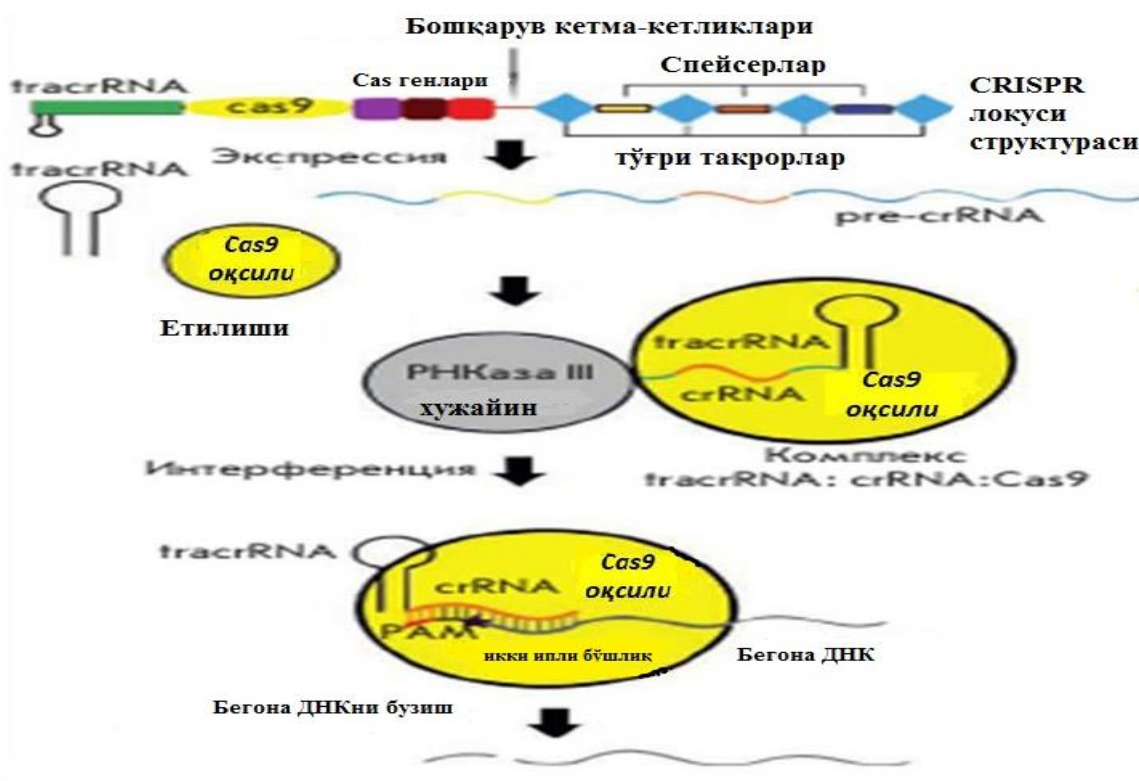 Бошқарув кетма-кетликлари
tracrRNA
cas9
Cas генлари
Спейсерлар
CRISPR
локуси
структураси
Экспрессия
тўғри такрорлар
tracrRNA
pre-crRNA
Cas9
оқсили
Етилиши
РНКаза III
хужайин
tracrRNA
crRNA
Cas9
оқсили
Комплекс
tracrRNA: crRNA:Cas9
Интерференция
tracrRNA
crRNA
Cas9
оқсили
PAM
икки ипли бўшлиқ
Бегона ДНК
Бегона ДНКни бузиш